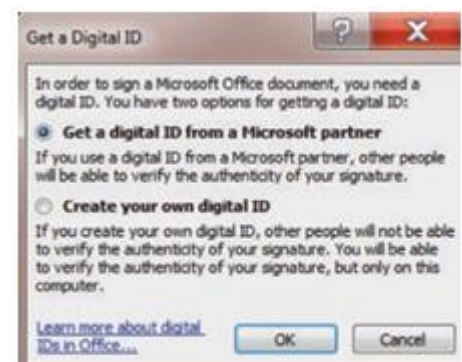 Get a Digital ID
In order to sign a Microsoft Office document, you need a
digital ID. You have two options for getting a digital ID:
Get a digital ID from a Microsoft partner
If you use a digital ID from a Microsoft partner, other people
will be able to verify the authenticity of your signature.
Create your own digital ID
If you create your own digital ID, other people will not be able
to verify the authenticity of your signature. You will be able
to verify the authenticity of your signature, but only on this
computer.
Learn more about digital
IDs in Office...
OK
Cancel